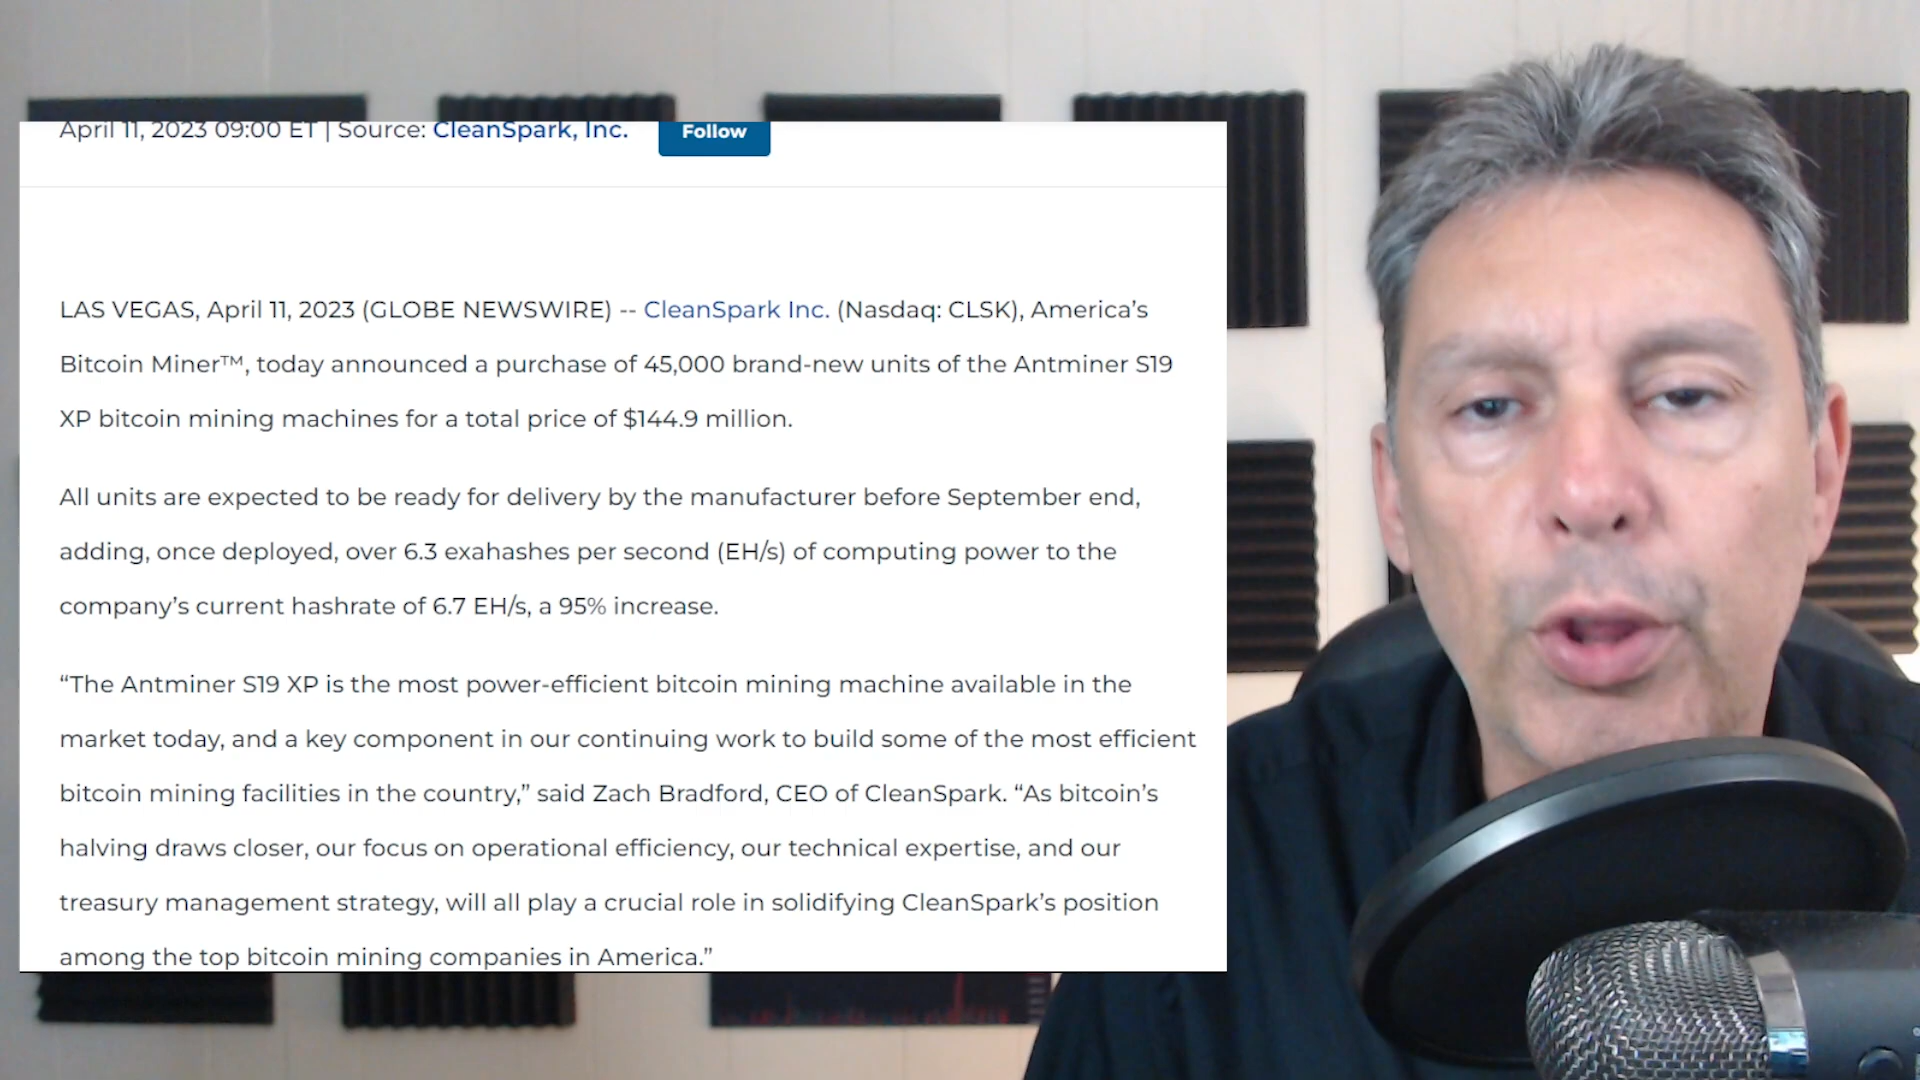 April 11, 2023 09:00 ET | Source: CleanSpark, Inc. Follow
LAS VEGAS, April 11, 2023 (GLOBE NEWSWIRE) -- CleanSpark Inc. (Nasdaq: CLSK), America’s
Bitcoin Miner™, today announced a purchase of 45,000 brand-new units of the Antminer S19
XP bitcoin mining machines for a total price of $144.9 million.
All units are expected to be ready for delivery by the manufacturer before September end,
adding, once deployed, over 6.3 exahashes per second (EH/s) of computing power to the
company’s current hashrate of 6.7 EH/s, a 95% increase.
“The Antminer S19 XP is the most power-efficient bitcoin mining machine available in the
market today, and a key component in our continuing work to build some of the most efficient
bitcoin mining facilities in the country,” said Zach Bradford, CEO of CleanSpark. “As bitcoin’s
halving draws closer, our focus on operational efficiency, our technical expertise, and our
treasury management strategy, will all play a crucial role in solidifying CleanSpark’s position
among the top bitcoin mining companies in America.”